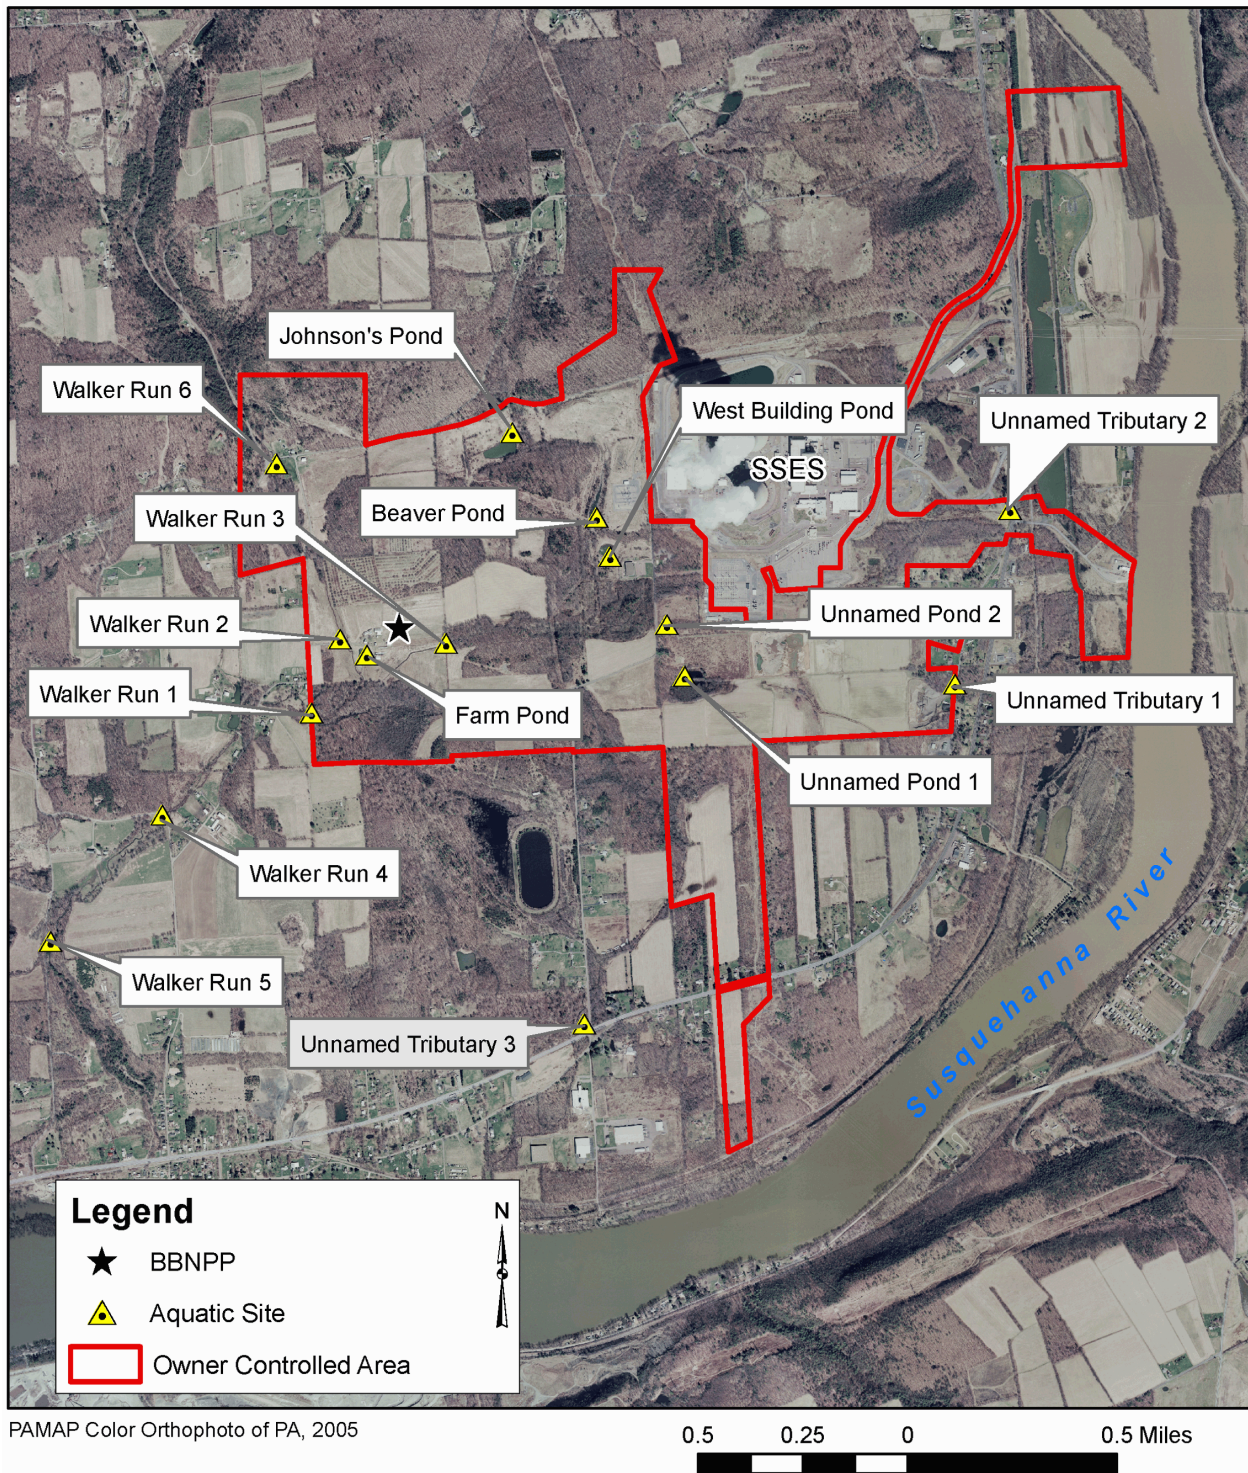 Johnson's Pond
Walker Run 6
West Building Pond
Unnamed Tributary 2
SSES
Walker Run 3
Beaver Pond
Unnamed Pond 2
Walker Run 2
Walker Run 1
Farm Pond
Unnamed Tributary 1
Unnamed Pond 1
Walker Run 4
Susquehanna River
Walker Run 5
Unnamed Tributary 3
Legend
N
BBNPP
Aquatic Site
Owner Controlled Area
PAMAP Color Orthophoto of PA, 2005
0.5 0.25 0 0.5 Miles